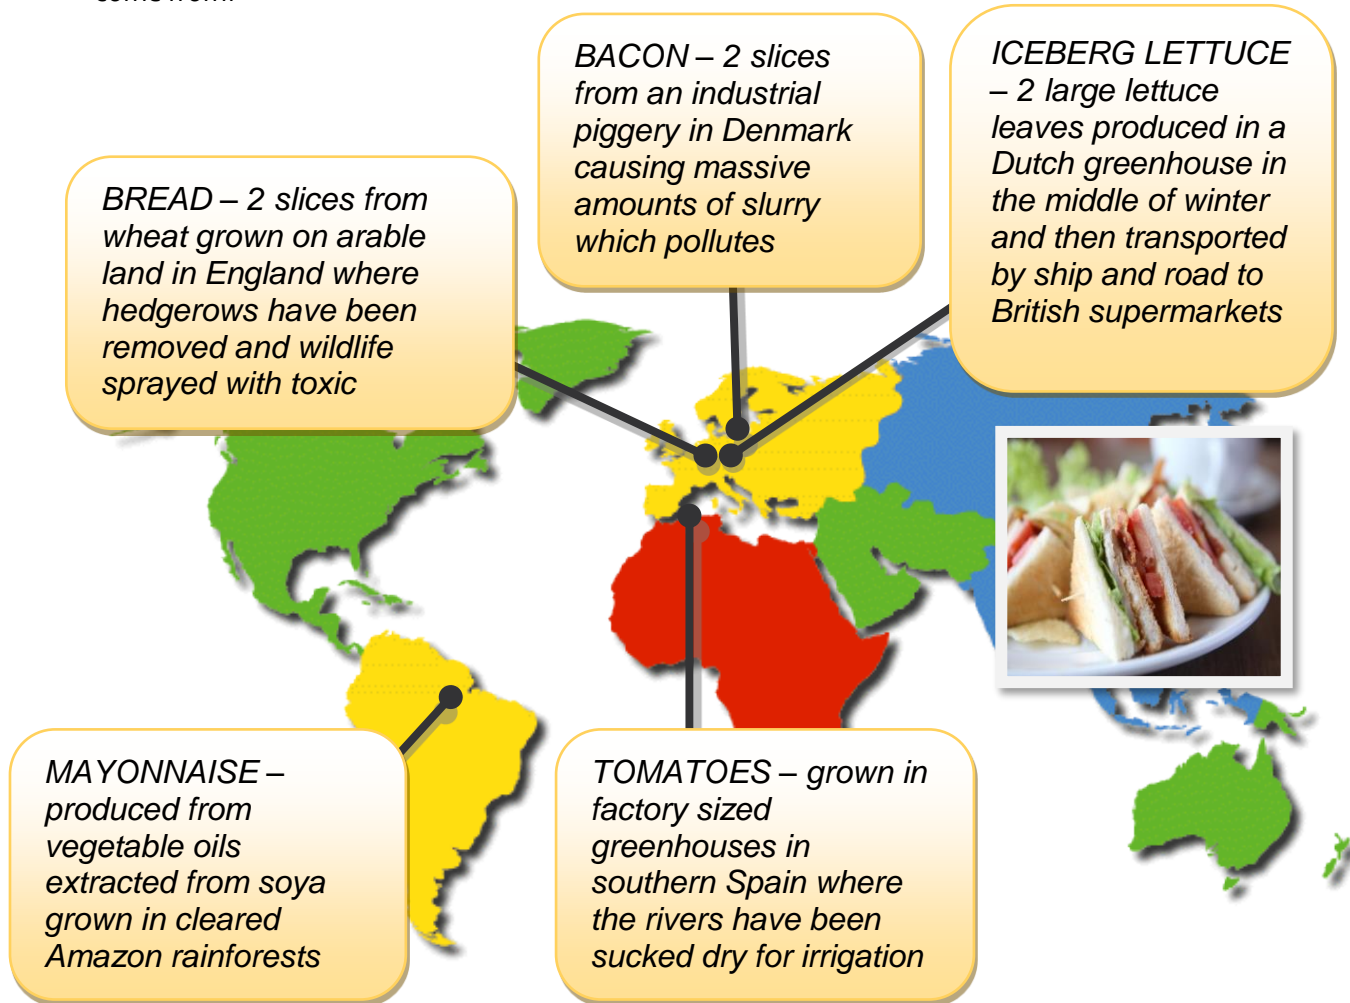 come from.
BREAD – 2 slices from
wheat grown on arable
land in England where
hedgerows have been
removed and wildlife
sprayed with toxic
BACON – 2 slices
from an industrial
piggery in Denmark
causing massive
amounts of slurry
which pollutes
ICEBERG LETTUCE
– 2 large lettuce
leaves produced in a
Dutch greenhouse in
the middle of winter
and then transported
by ship and road to
British supermarkets
MAYONNAISE –
produced from
vegetable oils
extracted from soya
grown in cleared
Amazon rainforests
TOMATOES – grown in
factory sized
greenhouses in
southern Spain where
the rivers have been
sucked dry for irrigation